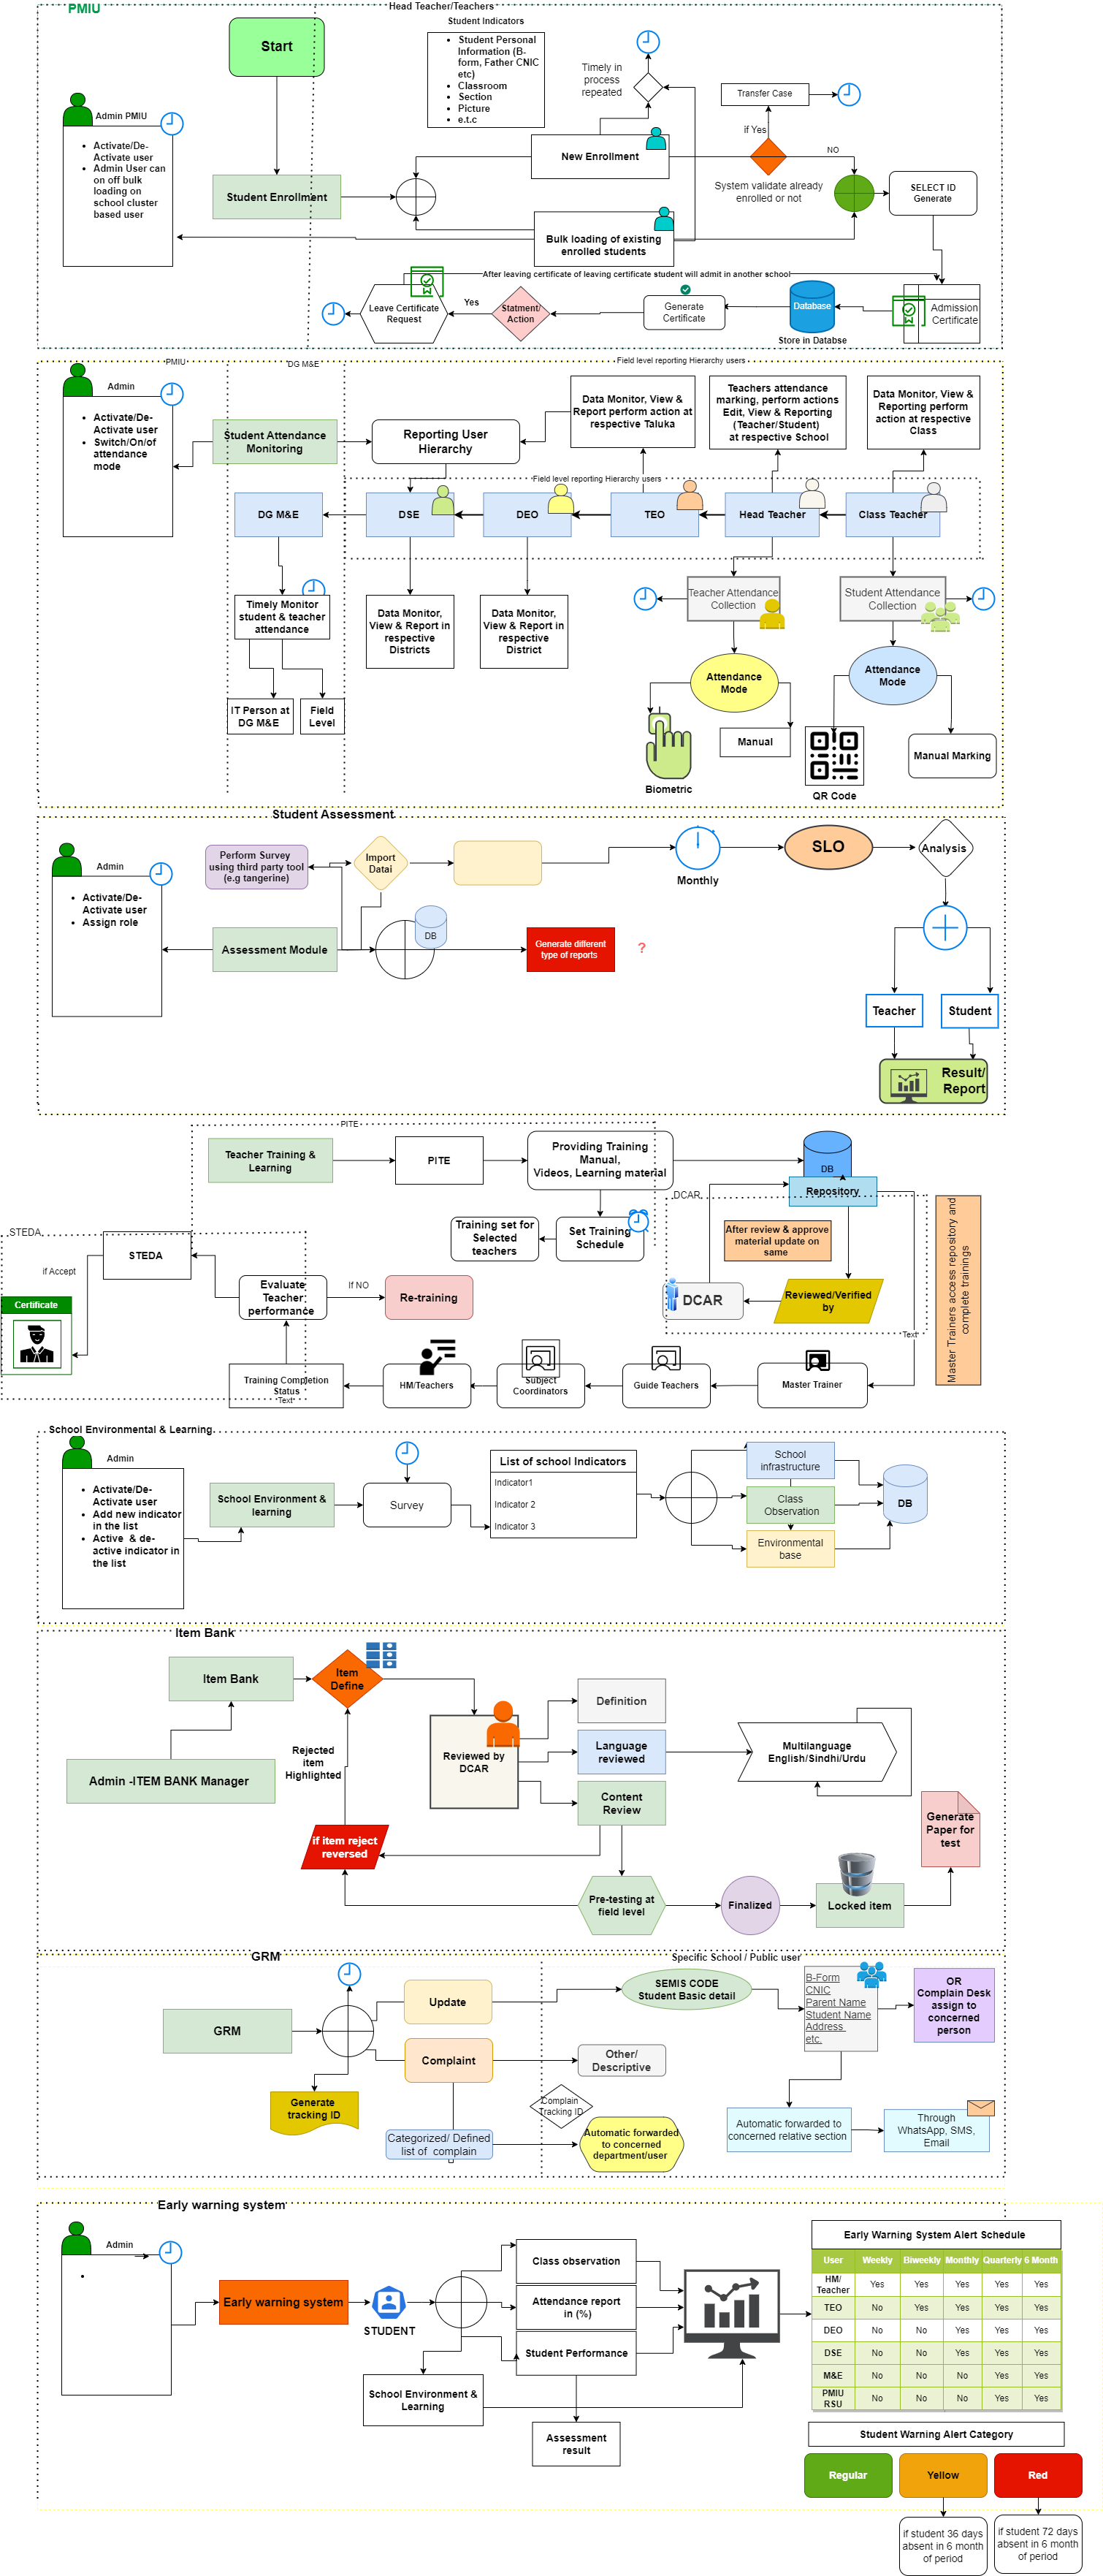 PMIU
Head Teacher/Teachers
Student Indicators
Start
• Student Personal
Information (B-
form, Father CNIC
etc)
• Classroom
• Section
• Picture
• e.t.c
Timely in
process
repeated
Transfer Case
if Yes
Admin PMIU
• Activate/De-
Activate user
• Admin User can
on off bulk
loading on
school cluster
based user
New Enrollment
NO
System validate already
enrolled or not
SELECT ID
Generate
Student Enrollment
Bulk loading of existing
enrolled students
After leaving certificate of leaving certificate student will admit in another school
Leave Certificate
Request
Yes
Statment/
Action
Generate
Certificate
Database
Store in Databse
Admission
Certificate
PMIU
DG M&E
Field level reporting Hierarchy users
Admin
• Activate/De-
Activate user
• Switch/On/of
attendance
mode
Student Attendance
Monitoring
Reporting User
Hierarchy
Data Monitor, View &
Report perform action at
respective Taluka
Teachers attendance
marking, perform actions
Edit, View & Reporting
(Teacher/Student)
at respective School
Data Monitor, View &
Reporting perform
action at respective
Class
Field level reporting Hierarchy users
DG M&E
DSE
DEO
TEO
Head Teacher
Class Teacher
Timely Monitor
student & teacher
attendance
Data Monitor,
View & Report in
respective
Districts
Data Monitor,
View & Report in
respective
District
Teacher Attendance
Collection
Student Attendance
Collection
Attendance
Mode
Attendance
Mode
IT Person at
DG M&E
Field
Level
Manual
Manual Marking
Biometric
QR Code
Student Assessment
Admin
• Activate/De-
Activate user
• Assign role
Perform Survey
using third party tool
(e.g tangerine)
Import
Datai
Monthly
SLO
Analysis
Assessment Module
DB
Generate different
type of reports
?
Teacher
Student
Result/
Report
PITE
Teacher Training &
Learning
PITE
Providing Training
Manual,
Videos, Learning material
DB
Repository
DCAR
STEDA
STEDA
Training set for
Selected
teachers
Set Training
Schedule
After review & approve
material update on
same
if Accept
Evaluate
Teacher
performance
If NO
Re-training
DCAR
Reviewed/Verified
by
Master Trainers access repository and
complete trainings
Certificate
Text
Training Completion
Status
Text
HM/Teachers
Subject
Coordinators
Guide Teachers
Master Trainer
School Environmental & Learning
Admin
• Activate/De-
Activate user
• Add new indicator
in the list
• Active & de-
active indicator in
the list
School Environment &
learning
Survey
List of school Indicators
Indicator1
Indicator 2
Indicator 3
School
infrastructure
Class
Observation
Environmental
base
DB
Item Bank
Item Bank
Item
Define
Definition
Reviewed by
DCAR
Language
reviewed
Multilanguage
English/Sindhi/Urdu
Rejected
item
Highlighted
Admin -ITEM BANK Manager
Content
Review
Generate
Paper for
test
if item reject
reversed
Pre-testing at
field level
Finalized
Locked item
GRM
Specific School / Public user
Update
SEMIS CODE
Student Basic detail
B-Form
CNIC
Parent Name
Student Name
Address
etc.
OR
Complain Desk
assign to
concerned
person
GRM
Complaint
Other/
Descriptive
Generate
tracking ID
Complain
Tracking ID
Categorized/ Defined
list of complain
Automatic forwarded
to concerned
department/user
Automatic forwarded to
concerned relative section
Through
WhatsApp, SMS,
Email
Early warning system
Admin
•
Early warning system
STUDENT
Class observation
Attendance report
in (%)
Student Performance
School Environment &
Learning
Assessment
result
Early Warning System Alert Schedule
User Weekly Biweekly Monthly Quarterly 6 Month
HM/
Teacher Yes Yes Yes Yes Yes
TEO No Yes Yes Yes Yes
DEO No No Yes Yes Yes
DSE No No Yes Yes Yes
M&E No No No Yes Yes
PMIU
RSU No No No Yes Yes
Student Warning Alert Category
Regular
Yellow
Red
if student 36 days
absent in 6 month
of period
if student 72 days
absent in 6 month
of period